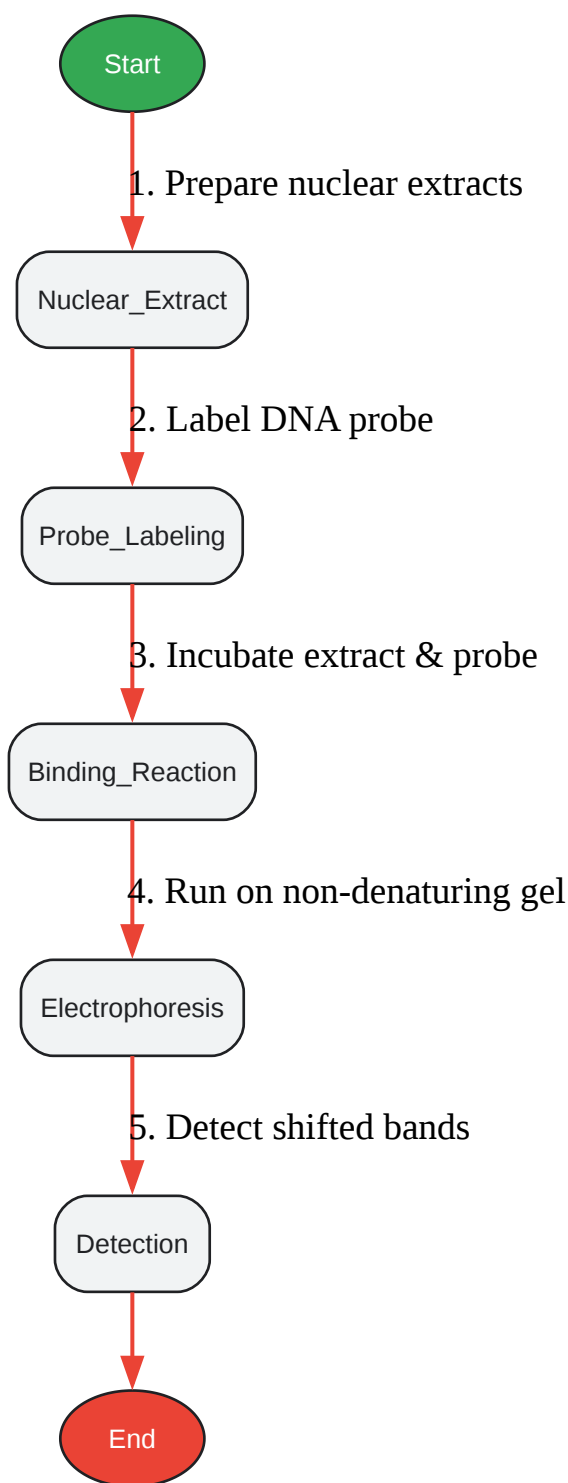 Start
1. Prepare nuclear extracts
Nuclear_Extract
2. Label DNA probe
Probe_Labeling
3. Incubate extract & probe
Binding_Reaction
4. Run on non-denaturing gel
Electrophoresis
5. Detect shifted bands
Detection
End